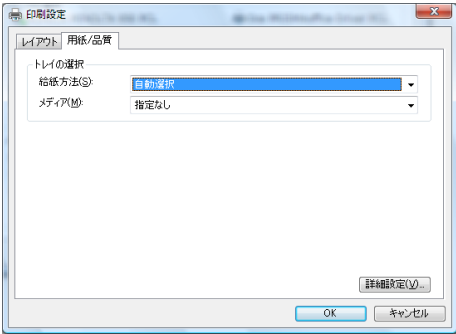 印刷設定
レイアウト 用紙/品質
トレイの選択
給紙方法(S): 自動選択
メディア(M): 指定なし
詳細設定(V)...
OK キャンセル